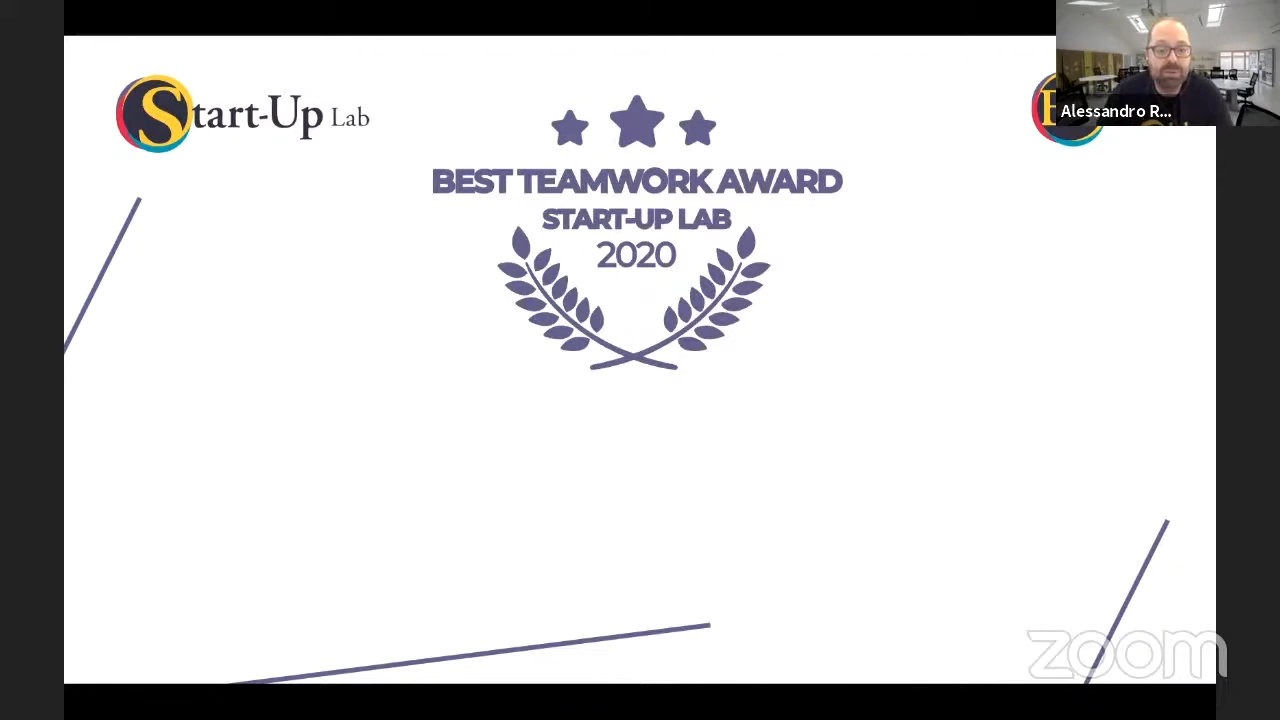 Start-Up Lab
BEST TEAMWORK AWARD
START-UP LAB
2020
Alessandro R...
zoom